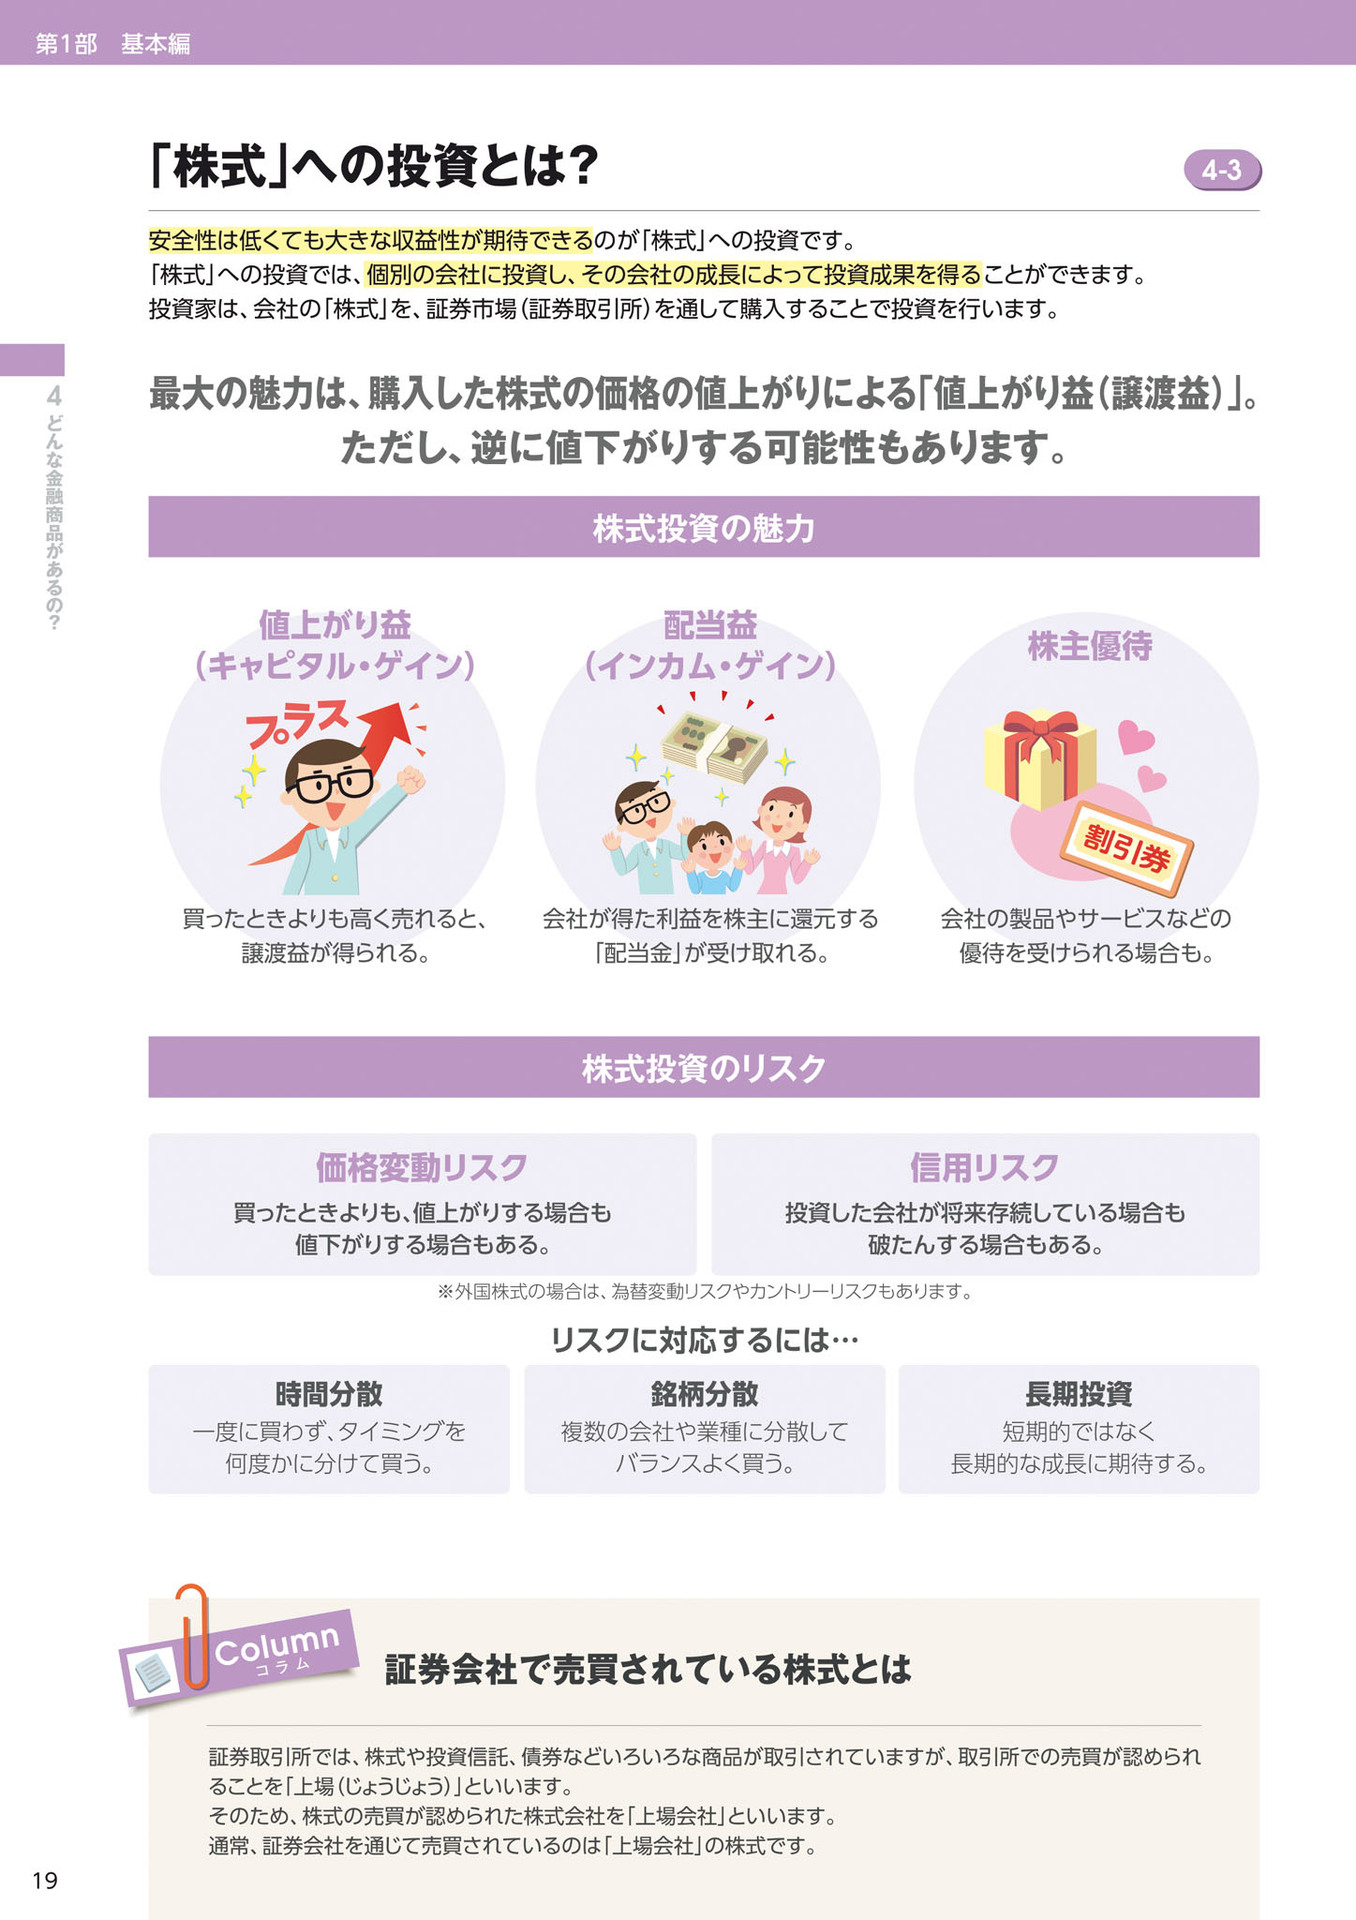 第1部　基本編
「株式」への投資とは？
4-3
安全性は低くても大きな収益性が期待できるのが「株式」への投資です。
「株式」への投資では、個別の会社に投資し、その会社の成長によって投資成果を得ることができます。
投資家は、会社の「株式」を、証券市場（証券取引所）を通して購入することで投資を行います。
4 どんな金融商品があるの？
最大の魅力は、購入した株式の価格の値上がりによる「値上がり益（譲渡益）」。
ただし、逆に値下がりする可能性もあります。
株式投資の魅力
値上がり益
（キャピタル・ゲイン）
プラス
買ったときよりも高く売れると、
譲渡益が得られる。
配当益
（インカム・ゲイン）
会社が得た利益を株主に還元する
「配当金」が受け取れる。
株主優待
割引券
会社の製品やサービスなどの
優待を受けられる場合も。
株式投資のリスク
価格変動リスク
買ったときよりも、値上がりする場合も
値下がりする場合もある。
信用リスク
投資した会社が将来存続している場合も
破たんする場合もある。
※外国株式の場合は、為替変動リスクやカントリーリスクもあります。
リスクに対応するには…
時間分散
一度に買わず、タイミングを
何度かに分けて買う。
銘柄分散
複数の会社や業種に分散して
バランスよく買う。
長期投資
短期的ではなく
長期的な成長に期待する。
Column
コラム
証券会社で売買されている株式とは
証券取引所では、株式や投資信託、債券などいろいろな商品が取引されていますが、取引所での売買が認められ
ることを「上場（じょうじょう）」といいます。
そのため、株式の売買が認められた株式会社を「上場会社」といいます。
通常、証券会社を通じて売買されているのは「上場会社」の株式です。
19